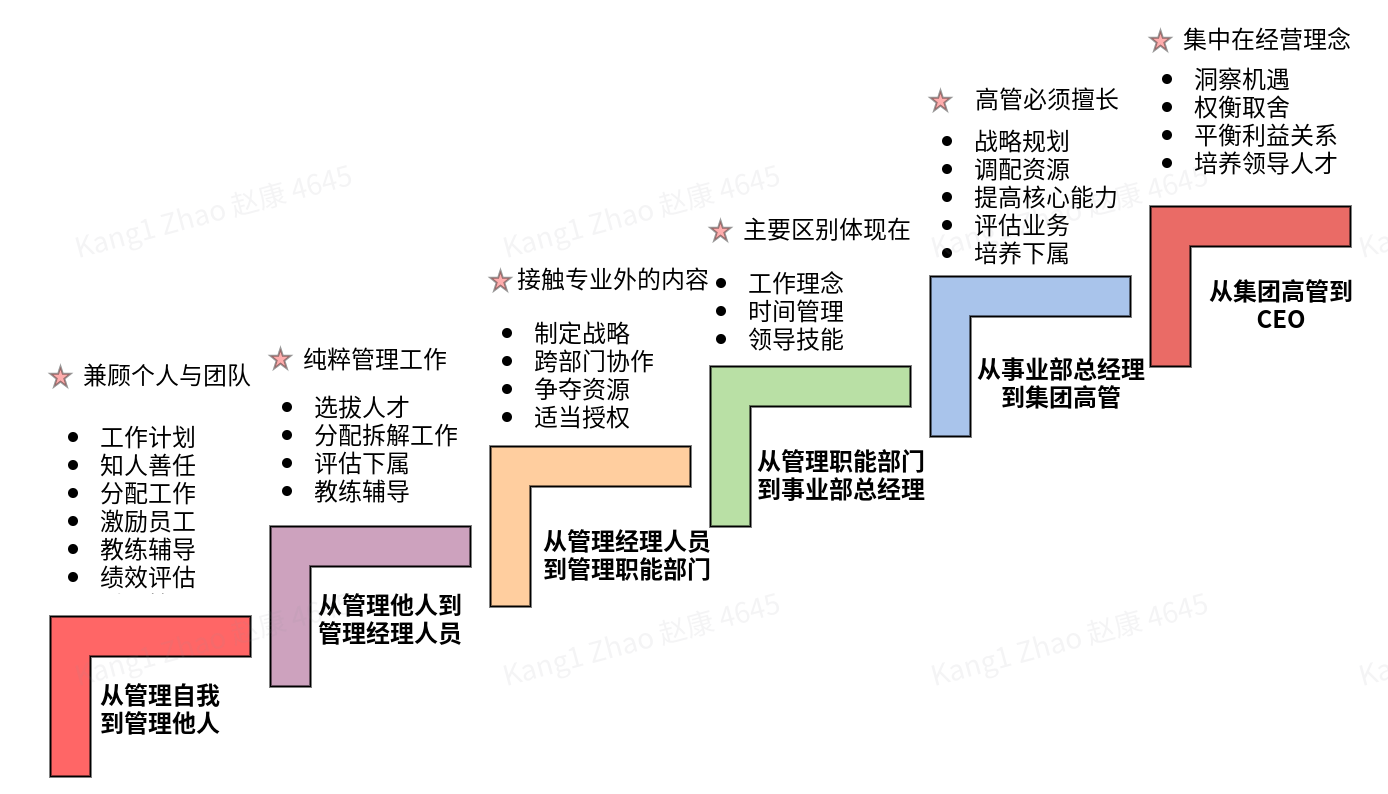 兼顾个人与团队
工作计划
知人善任
分配工作
激励员工
教练辅导
绩效评估
从管理自我
到管理他人
纯粹管理工作
选拔人才
分配拆解工作
评估下属
教练辅导
从管理他人到
管理经理人员
接触专业外的内容
制定战略
跨部门协作
争夺资源
适当授权
从管理经理人员
到管理职能部门
主要区别体现在
工作理念
时间管理
领导技能
从管理职能部门
到事业部总经理
高管必须擅长
战略规划
调配资源
提高核心能力
评估业务
培养下属
从事业部总经理
到集团高管
集中在经营理念
洞察机遇
权衡取舍
平衡利益关系
培养领导人才
从集团高管到
CEO
Kang1 Zhao 赵康 4645
Kang1 Zhao 赵康 4645
Kang1 Zhao 赵康 4645
Kang1 Zhao 赵康 4645
Kang1 Zhao 赵康 4645
Kang1 Zhao 赵康 4645